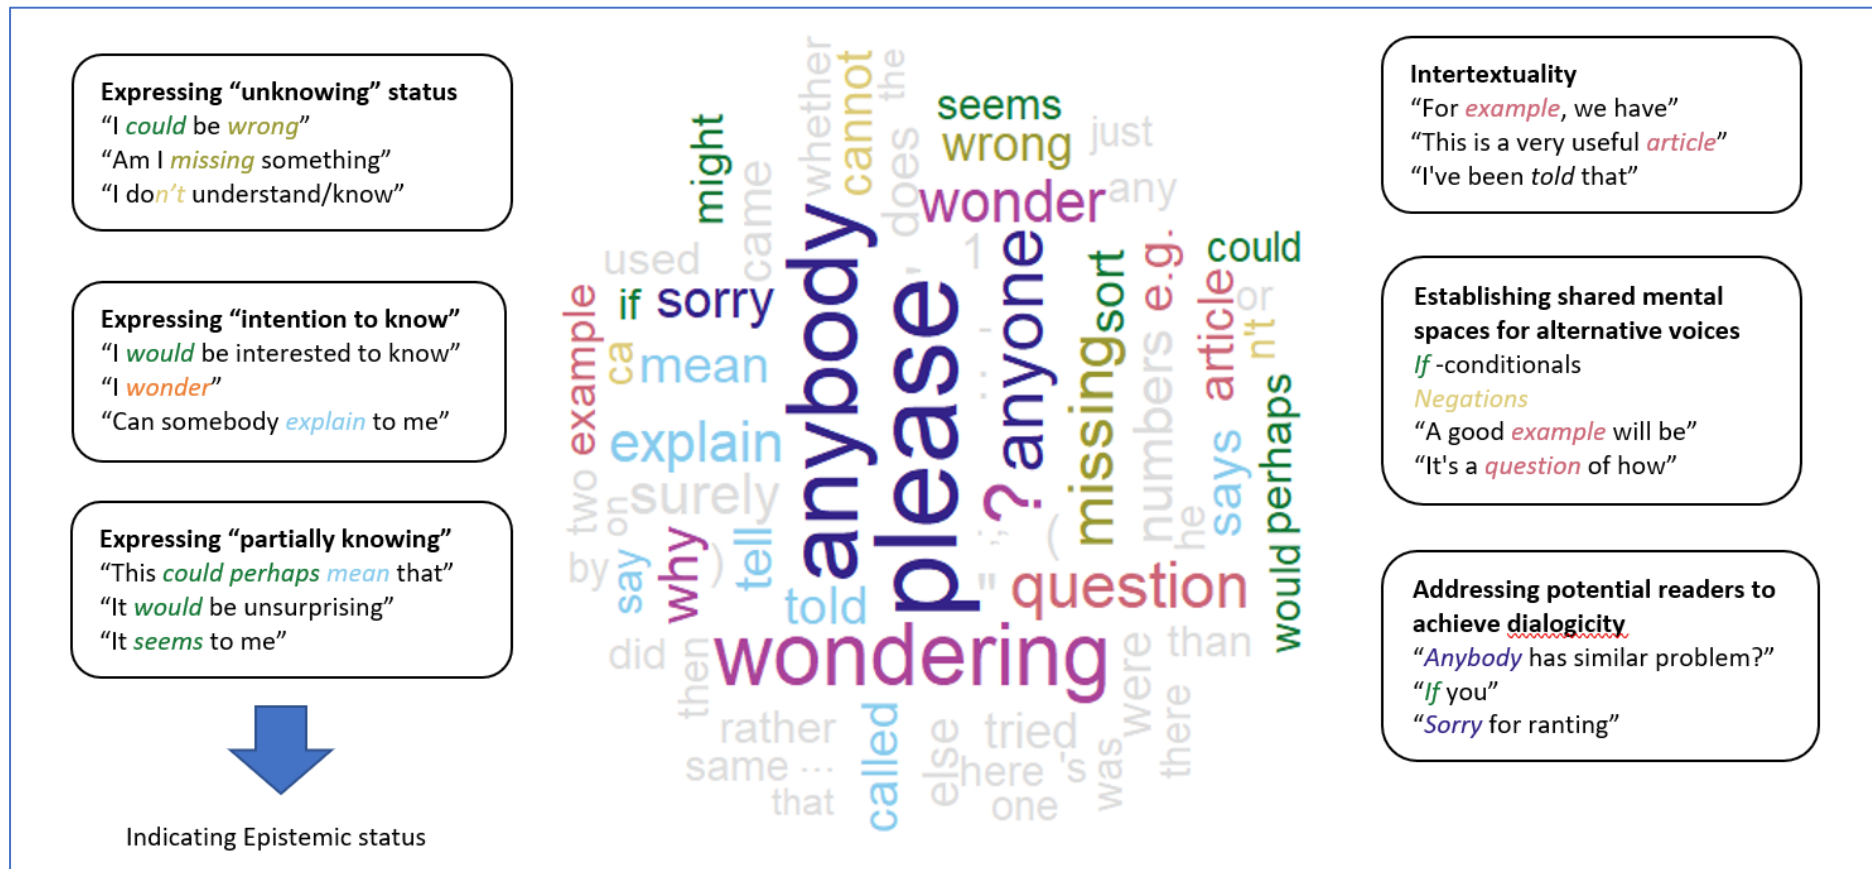 Expressing “unknowing” status
“I could be wrong”
“Am I missing something”
“I don’t understand/know”
Expressing “intention to know”
“I would be interested to know”
“I wonder”
“Can somebody explain to me”
Expressing “partially knowing”
“This could perhaps mean that”
“It would be unsurprising”
“It seems to me”
Indicating Epistemic status
whether
cannot
the
seems
wrong
just
might
came
does
wonder
any
used
anybody
'
1
anyone
sort
e.g.
could
if
sorry
please
example
ca
mean
-
:
missing
numbers
article
or
n't
explain
says
perhaps
two
on
surely
?
he
by
say
why
)
tell
told
(
"
question
would
wondering
did
then
were
than
rather
called
else
tried
there
same
...
here
's
was
that
one
Intertextuality
“For example, we have”
“This is a very useful article”
“I've been told that”
Establishing shared mental
spaces for alternative voices
If -conditionals
Negations
“A good example will be”
“It's a question of how”
Addressing potential readers to
achieve dialogicity
“Anybody has similar problem?”
“If you”
“Sorry for ranting”